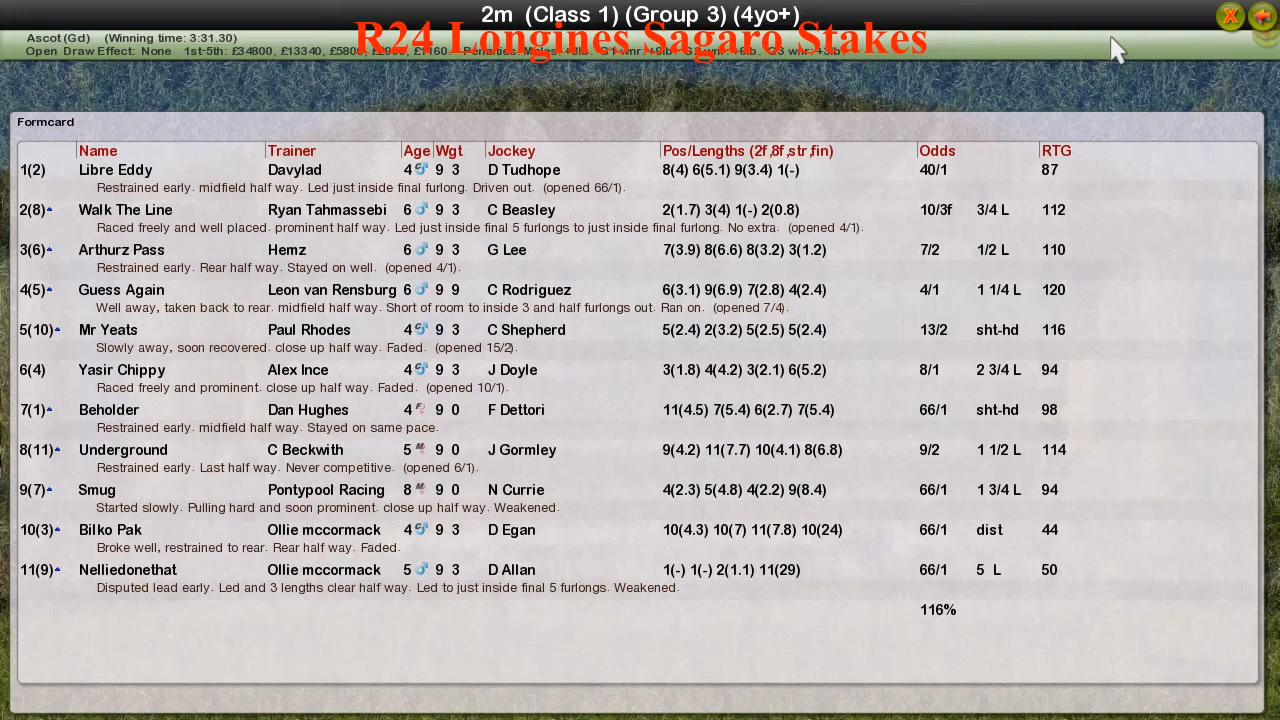 2m (Class 1) (Group 3) (4yo+)
R24 Longines Sagaro Stakes
Ascot (Gd) (Winning time: 3:31.30)
Open Draw Effect: None 1st-5th: £34800, £13340,
Formcard
Name Trainer Age Wgt Jockey Pos/Lengths (2f,8f,str,fin) Odds RTG
1(2) Libre Eddy Davylad 4 9 3 D Tudhope 8(4) 6(5.1) 9(3.4) 1(-) 40/1 87
Restrained early. midfield half way. Led just inside final furlong. Driven out. (opened 66/1).
2(8) Walk The Line Ryan Tahmassebi 6 9 3 C Beasley 2(1.7) 3(4) 1(-) 2(0.8) 10/3f 3/4 L 112
Raced freely and well placed. prominent half way. Led just inside final 5 furlongs to just inside final furlong. No extra. (opened 4/1).
3(6) Arthurz Pass Hemz 6 9 3 G Lee 7(3.9) 8(6.6) 8(3.2) 3(1.2) 7/2 1/2 L 110
Restrained early. Rear half way. Stayed on well. (opened 4/1).
4(5) Guess Again Leon van Rensburg 6 9 9 C Rodriguez 6(3.1) 9(6.9) 7(2.8) 4(2.4) 4/1 1 1/4 L 120
Well away, taken back to rear. midfield half way. Short of room to inside 3 and half furlongs out. Ran on. (opened 7/4).
5(10) Mr Yeats Paul Rhodes 4 9 3 C Shepherd 5(2.4) 2(3.2) 5(2.5) 5(2.4) 13/2 sht-hd 116
Slowly away, soon recovered. close up half way. Faded. (opened 15/2).
6(4) Yasir Chippy Alex Ince 4 9 3 J Doyle 3(1.8) 4(4.2) 3(2.1) 6(5.2) 8/1 2 3/4 L 94
Raced freely and prominent. close up half way. Faded. (opened 10/1).
7(1) Beholder Dan Hughes 4 9 0 F Dettori 11(4.5) 7(5.4) 6(2.7) 7(5.4) 66/1 sht-hd 98
Restrained early. midfield half way. Stayed on same pace.
8(11) Underground C Beckwith 5 9 0 J Gormley 9(4.2) 11(7.7) 10(4.1) 8(6.8) 9/2 1 1/2 L 114
Restrained early. Last half way. Never competitive. (opened 6/1).
9(7) Smug Pontypool Racing 8 9 0 N Currie 4(2.3) 5(4.8) 4(2.2) 9(8.4) 66/1 1 3/4 L 94
Started slowly. Pulling hard and soon prominent. close up half way. Weakened.
10(3) Bilko Pak Ollie mccormack 4 9 3 D Egan 10(4.3) 10(7) 11(7.8) 10(24) 66/1 dist 44
Broke well, restrained to rear. Rear half way. Faded.
11(9) Nelliedonethat Ollie mccormack 5 9 3 D Allan 1(-) 1(-) 2(1.1) 11(29) 66/1 5 L 50
Disputed lead early. Led and 3 lengths clear half way. Led to just inside final 5 furlongs. Weakened.
116%